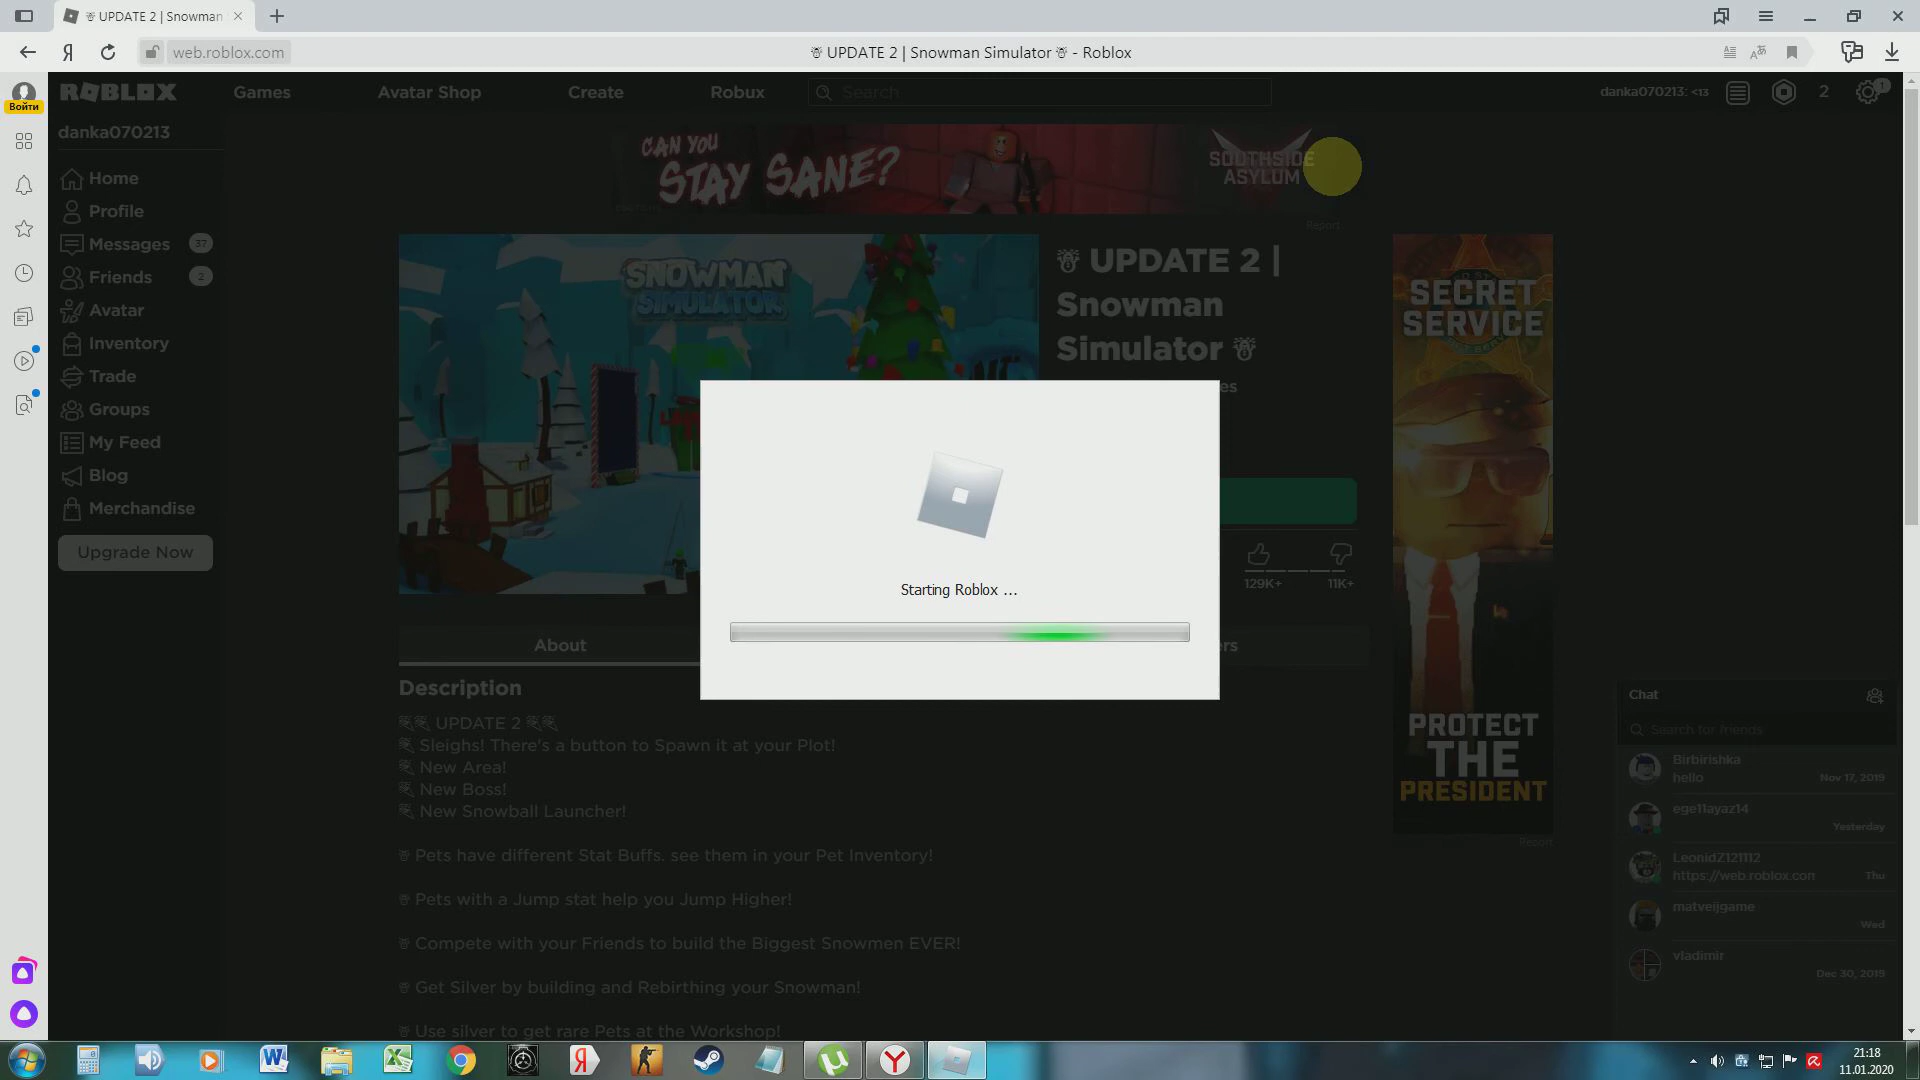 UPDATE 2 | Snowman
Я web.roblox.com
UPDATE 2 | Snowman Simulator - Roblox
Войти
ROBLOX Games Avatar Shop Create Robux Search danka070213: <13 2 1
danka070213
Home
Profile
Messages 37
Friends 2
Avatar
Inventory
Trade
Groups
My Feed
Blog
Merchandise
Upgrade Now
CAN YOU
STAY SANE?
SOUTHSIDE
ASYLUM
Report
SNOWMAN
SIMULATOR
UPDATE 2 |
Snowman
Simulator
es
129K+ 11K+
Starting Roblox ...
About
ers
Description
UPDATE 2
Sleighs! There's a button to Spawn it at your Plot!
New Area!
New Boss!
New Snowball Launcher!
Pets have different Stat Buffs. see them in your Pet Inventory!
Pets with a Jump stat help you Jump Higher!
Compete with your Friends to build the Biggest Snowmen EVER!
Get Silver by building and Rebirthing your Snowman!
Use silver to get rare Pets at the Workshop!
SECRET
SERVICE
PROTECT
THE
PRESIDENT
Report
Chat
Search for friends
Birbirishka
hello Nov 17, 2019
ege11ayaz14
Yesterday
LeonidZ121112
https://web.roblox.con Thu
matveijgame
Wed
vladimir
Dec 30, 2019
21:18
11.01.2020